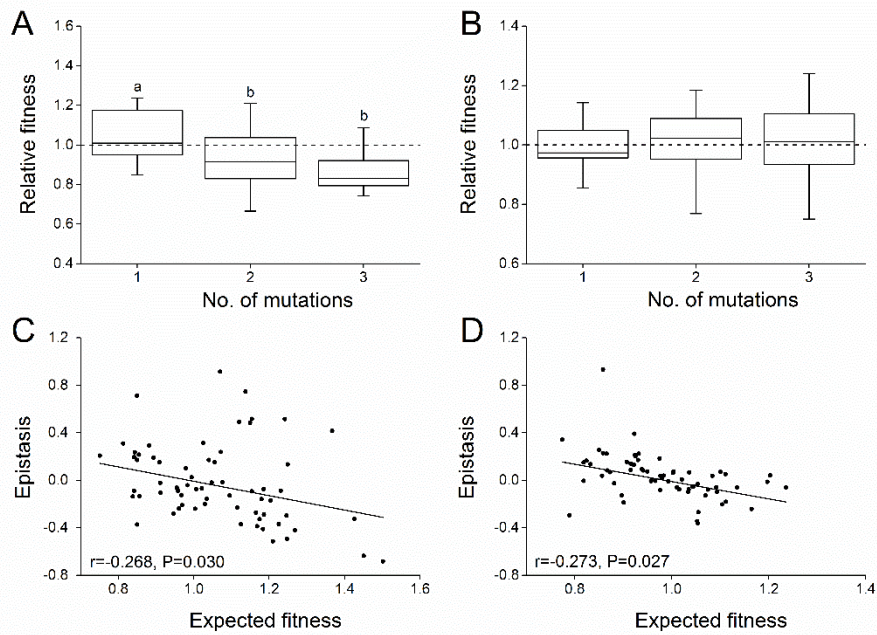 A
Relative fitness
1.6
1.4
1.2
1.0
0.8
0.6
0.4
a
b
b
1
2
3
No. of mutations
B
Relative fitness
1.4
1.2
1.0
0.8
0.6
1
2
3
No. of mutations
C
Epistasis
1.2
0.8
0.4
0.0
-0.4
-0.8
r=-0.268, P=0.030
0.8
1.0
1.2
1.4
1.6
Expected fitness
D
Epistasis
1.2
0.8
0.4
0.0
-0.4
-0.8
r=-0.273, P=0.027
0.8
1.0
1.2
1.4
Expected fitness